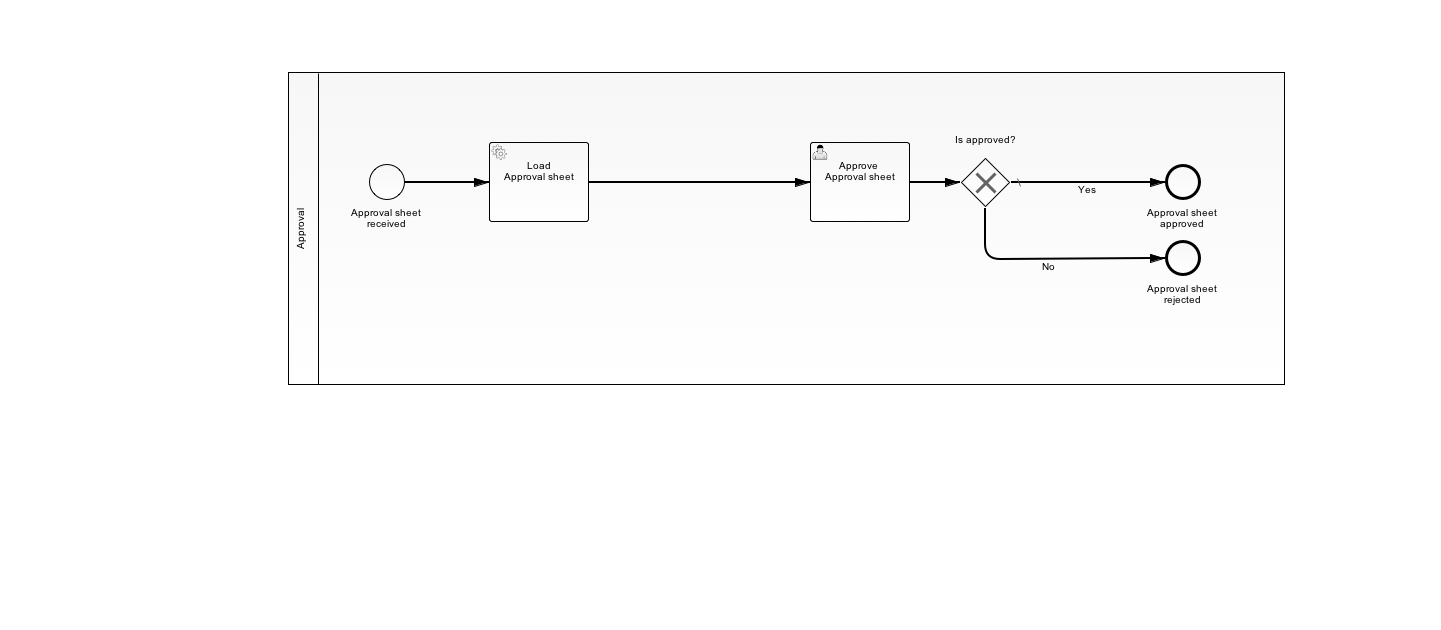 Approval
Approval sheet
received
Load
Approval sheet
Approve
Approval sheet
Is approved?
Yes
No
Approval sheet
approved
Approval sheet
rejected